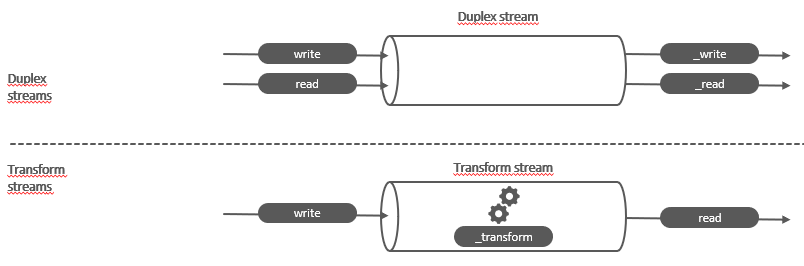 Duplex stream
write
_write
read
_read
Duplex
streams
Transform
streams
Transform stream
write
_transform
read